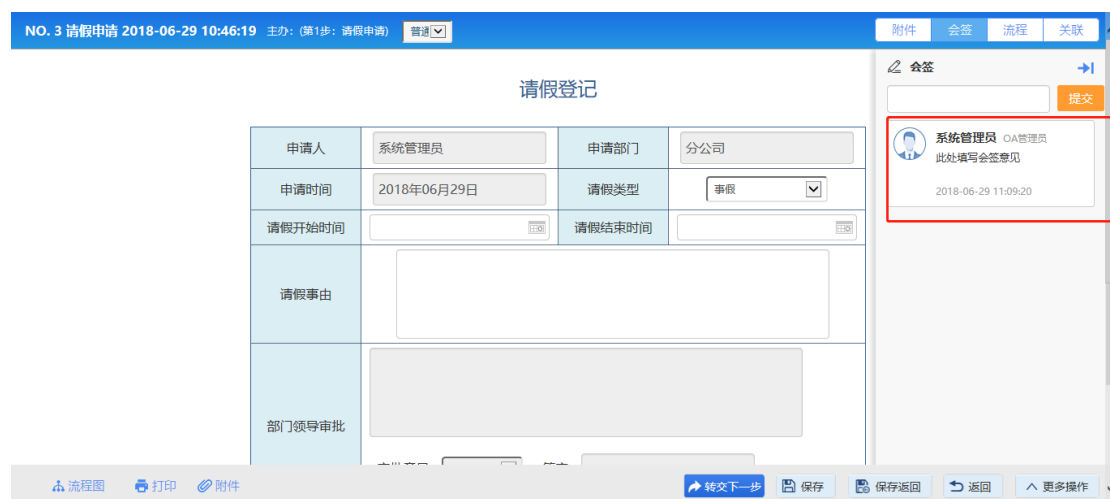 NO. 3 请假申请 2018-06-29 10:46:19 主办: (第1步: 请假申请) 普通
附件 会签 流程 关联
会签
提交
系统管理员 OA管理员
此处填写会签意见
2018-06-29 11:09:20
请假登记
申请人 系统管理员 申请部门 分公司
申请时间 2018年06月29日 请假类型 事假
请假开始时间 请假结束时间
请假事由
部门领导审批
流程图 打印 附件 转交下一步 保存 保存返回 返回 更多操作